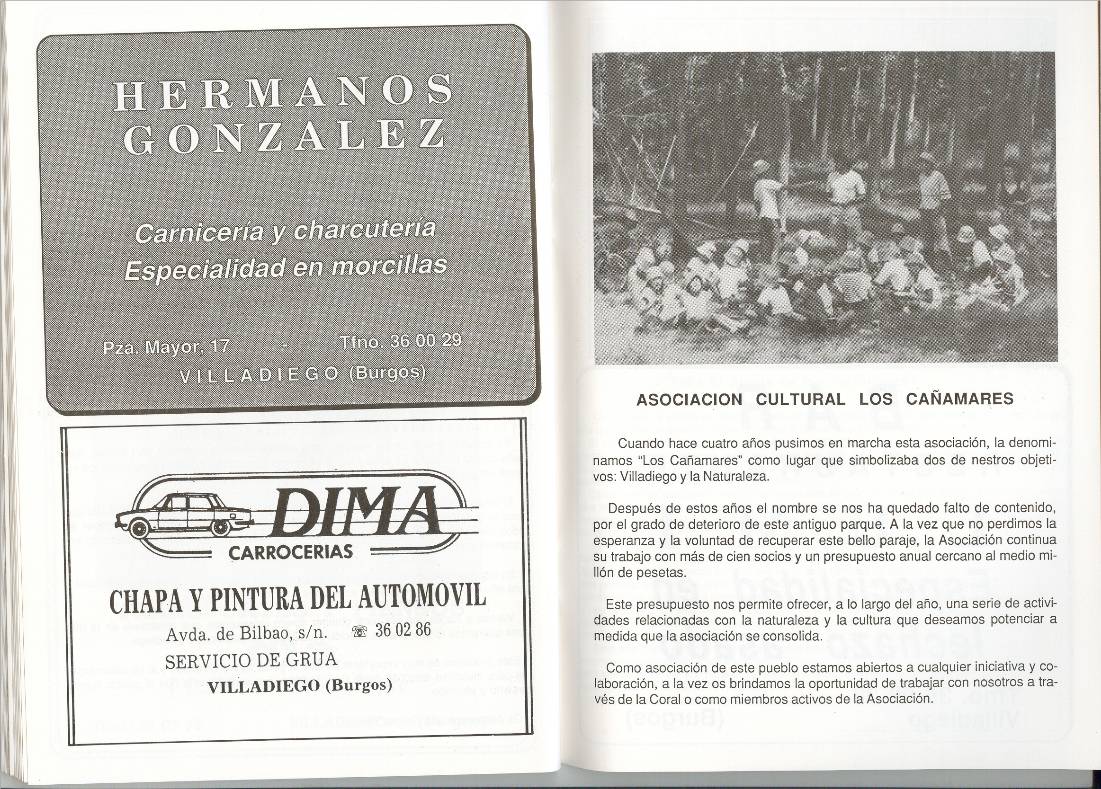 HERMANOS
GONZALEZ
Carnicería y charcutería
Especialidad en morcillas
Pza. Mayor, 17 - Tfno. 36 00 29
VILLADIEGO (Burgos)
DIMA
CARROCERIAS
CHAPA Y PINTURA DEL AUTOMOVIL
Avda. de Bilbao, s/n. ☏ 36 02 86
SERVICIO DE GRUA
VILLADIEGO (Burgos)
ASOCIACION CULTURAL LOS CAÑAMARES
Cuando hace cuatro años pusimos en marcha esta asociación, la denomi-
namos "Los Cañamares" como lugar que simbolizaba dos de nestros objeti-
vos: Villadiego y la Naturaleza.
Después de estos años el nombre se nos ha quedado falto de contenido,
por el grado de deterioro de este antiguo parque. A la vez que no perdimos la
esperanza y la voluntad de recuperar este bello paraje, la Asociación continua
su trabajo con más de cien socios y un presupuesto anual cercano al medio mi-
llón de pesetas.
Este presupuesto nos permite ofrecer, a lo largo del año, una serie de activi-
dades relacionadas con la naturaleza y la cultura que deseamos potenciar a
medida que la asociación se consolida.
Como asociación de este pueblo estamos abiertos a cualquier iniciativa y co-
laboración, a la vez os brindamos la oportunidad de trabajar con nosotros a tra-
vés de la Coral o como miembros activos de la Asociación.